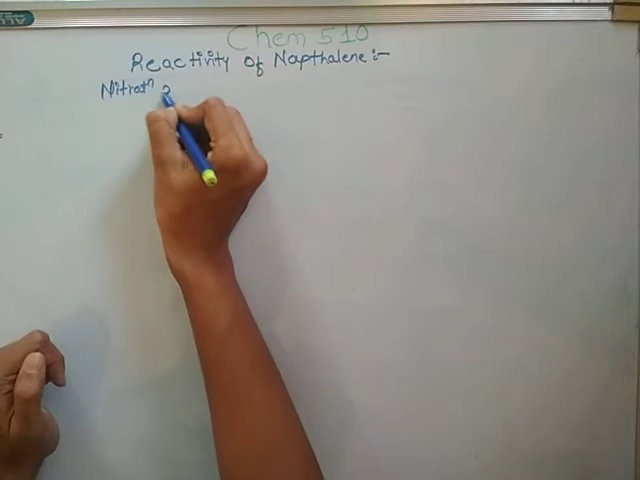 Chem 510
Reactivity of Napthalene :-
Nitratⁿ o